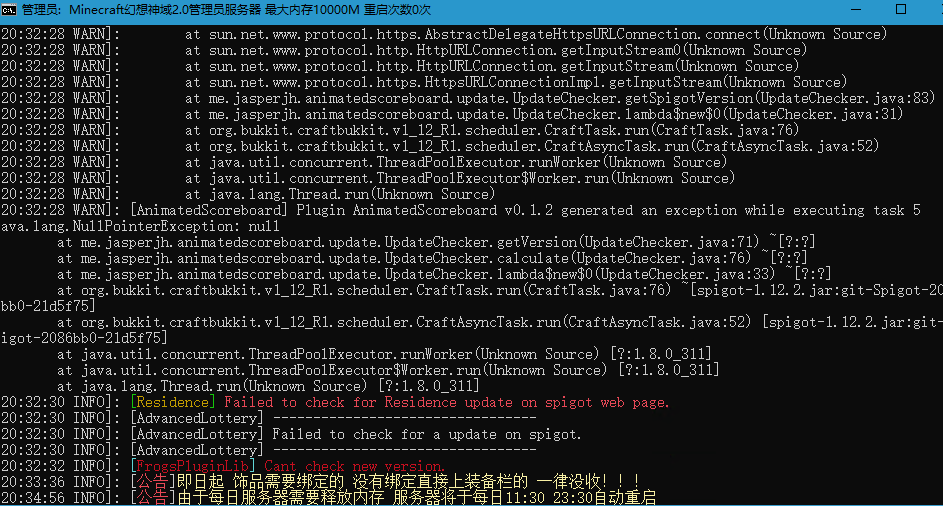 管理员: Minecraft幻想神域2.0管理员服务器 最大内存10000M 重启次数0次
20:32:28 WARN]:        at sun.net.www.protocol.https.AbstractDelegateHttpsURLConnection.connect(Unknown Source)
20:32:28 WARN]:        at sun.net.www.protocol.http.HttpURLConnection.getInputStream0(Unknown Source)
20:32:28 WARN]:        at sun.net.www.protocol.http.HttpURLConnection.getInputStream(Unknown Source)
20:32:28 WARN]:        at sun.net.www.protocol.https.HttpsURLConnectionImpl.getInputStream(Unknown Source)
20:32:28 WARN]:        at me.jasperjh.animatedscoreboard.update.UpdateChecker.getSpigotVersion(UpdateChecker.java:83)
20:32:28 WARN]:        at me.jasperjh.animatedscoreboard.update.UpdateChecker.lambda$new$0(UpdateChecker.java:31)
20:32:28 WARN]:        at org.bukkit.craftbukkit.v1_12_R1.scheduler.CraftTask.run(CraftTask.java:76)
20:32:28 WARN]:        at org.bukkit.craftbukkit.v1_12_R1.scheduler.CraftAsyncTask.run(CraftAsyncTask.java:52)
20:32:28 WARN]:        at java.util.concurrent.ThreadPoolExecutor.runWorker(Unknown Source)
20:32:28 WARN]:        at java.util.concurrent.ThreadPoolExecutor$Worker.run(Unknown Source)
20:32:28 WARN]:        at java.lang.Thread.run(Unknown Source)
20:32:28 WARN]: [AnimatedScoreboard] Plugin AnimatedScoreboard v0.1.2 generated an exception while executing task 5
ava.lang.NullPointerException: null
       at me.jasperjh.animatedscoreboard.update.UpdateChecker.getVersion(UpdateChecker.java:71) ~[?:?]
       at me.jasperjh.animatedscoreboard.update.UpdateChecker.calculate(UpdateChecker.java:76) ~[?:?]
       at me.jasperjh.animatedscoreboard.update.UpdateChecker.lambda$new$0(UpdateChecker.java:33) ~[?:?]
       at org.bukkit.craftbukkit.v1_12_R1.scheduler.CraftTask.run(CraftTask.java:76) ~[spigot-1.12.2.jar:git-Spigot-20
bb0-21d5f75]
       at org.bukkit.craftbukkit.v1_12_R1.scheduler.CraftAsyncTask.run(CraftAsyncTask.java:52) [spigot-1.12.2.jar:git-
igot-2086bb0-21d5f75]
       at java.util.concurrent.ThreadPoolExecutor.runWorker(Unknown Source) [?:1.8.0_311]
       at java.util.concurrent.ThreadPoolExecutor$Worker.run(Unknown Source) [?:1.8.0_311]
       at java.lang.Thread.run(Unknown Source) [?:1.8.0_311]
20:32:30 INFO]: [Residence] Failed to check for Residence update on spigot web page.
20:32:30 INFO]: [AdvancedLottery] ---------------------------------
20:32:30 INFO]: [AdvancedLottery] Failed to check for a update on spigot.
20:32:30 INFO]: [AdvancedLottery] ---------------------------------
20:32:32 INFO]: [FrogsPluginLib] Cant check new version.
20:33:36 INFO]: [公告]即日起 饰品需要绑定的 没有绑定直接上装备栏的 一律没收！！！
20:34:56 INFO]: [公告]由于每日服务器需要释放内存 服务器将于每日11:30 23:30自动重启